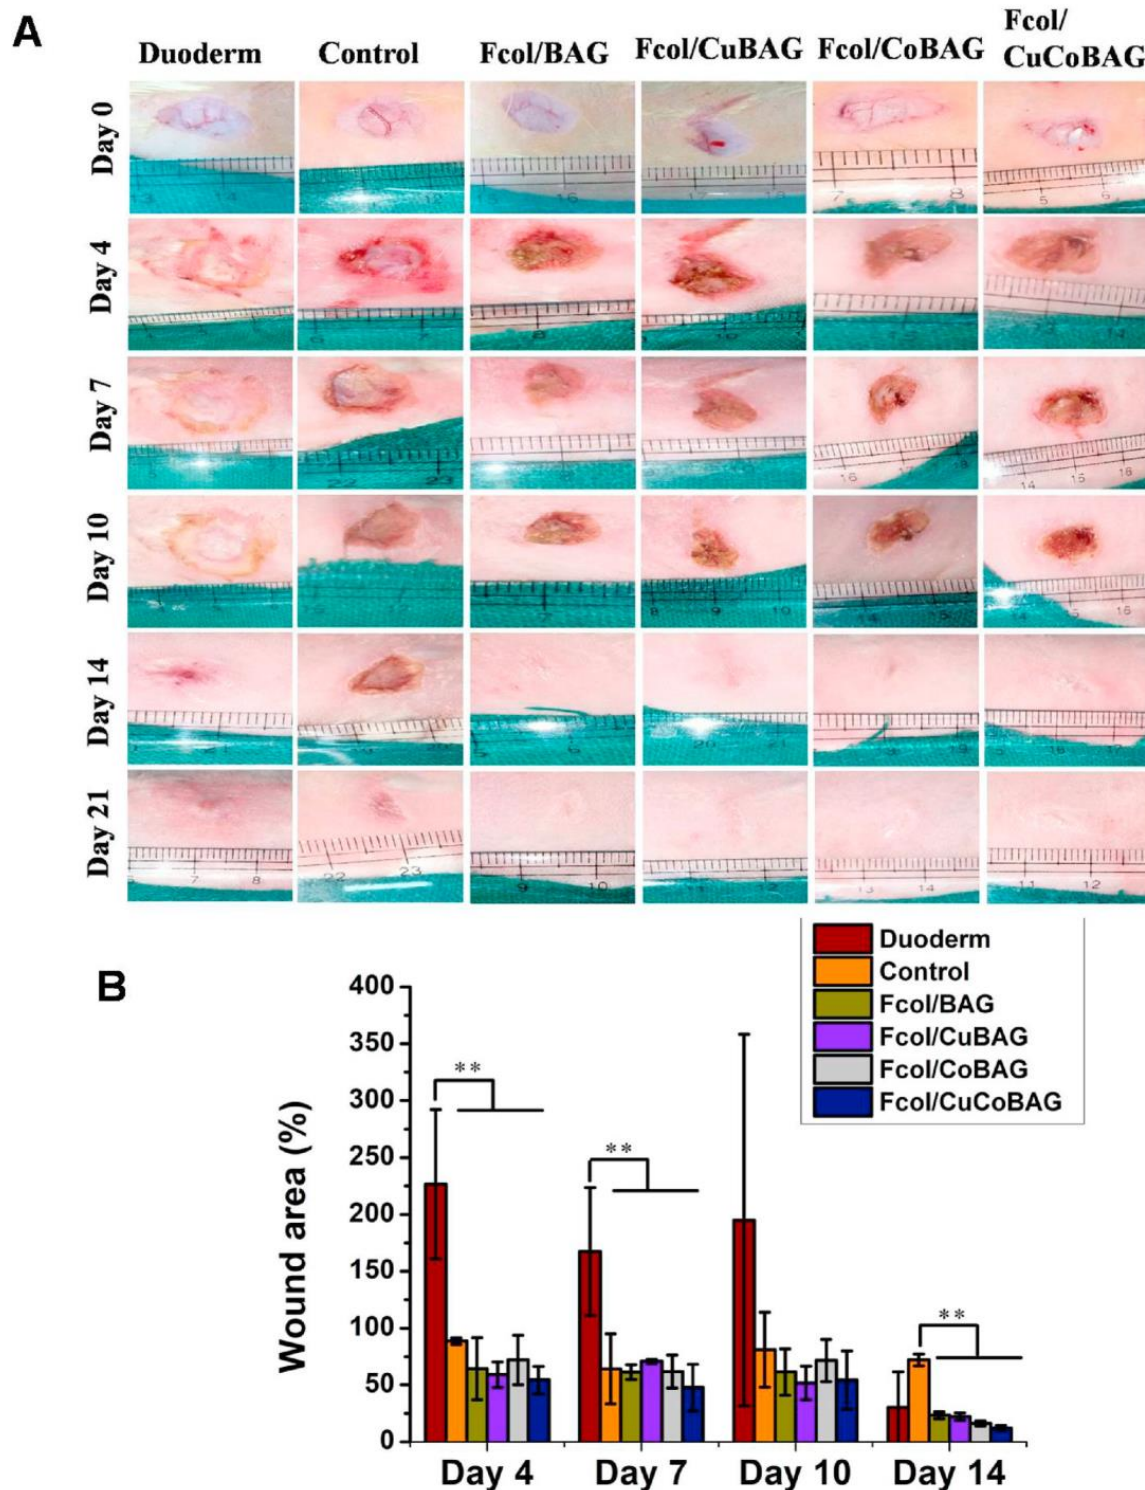 A
Duoderm Control Fcol/BAG Fcol/CuBAG Fcol/CoBAG Fcol/
CuCoBAG
Day 0
Day 4
Day 7
Day 10
Day 14
Day 21
B
Duoderm
Control
Fcol/BAG
Fcol/CuBAG
Fcol/CoBAG
Fcol/CuCoBAG
Wound area (%)
400
350
300
250
200
150
100
50
0
**
**
**
Day 4 Day 7 Day 10 Day 14